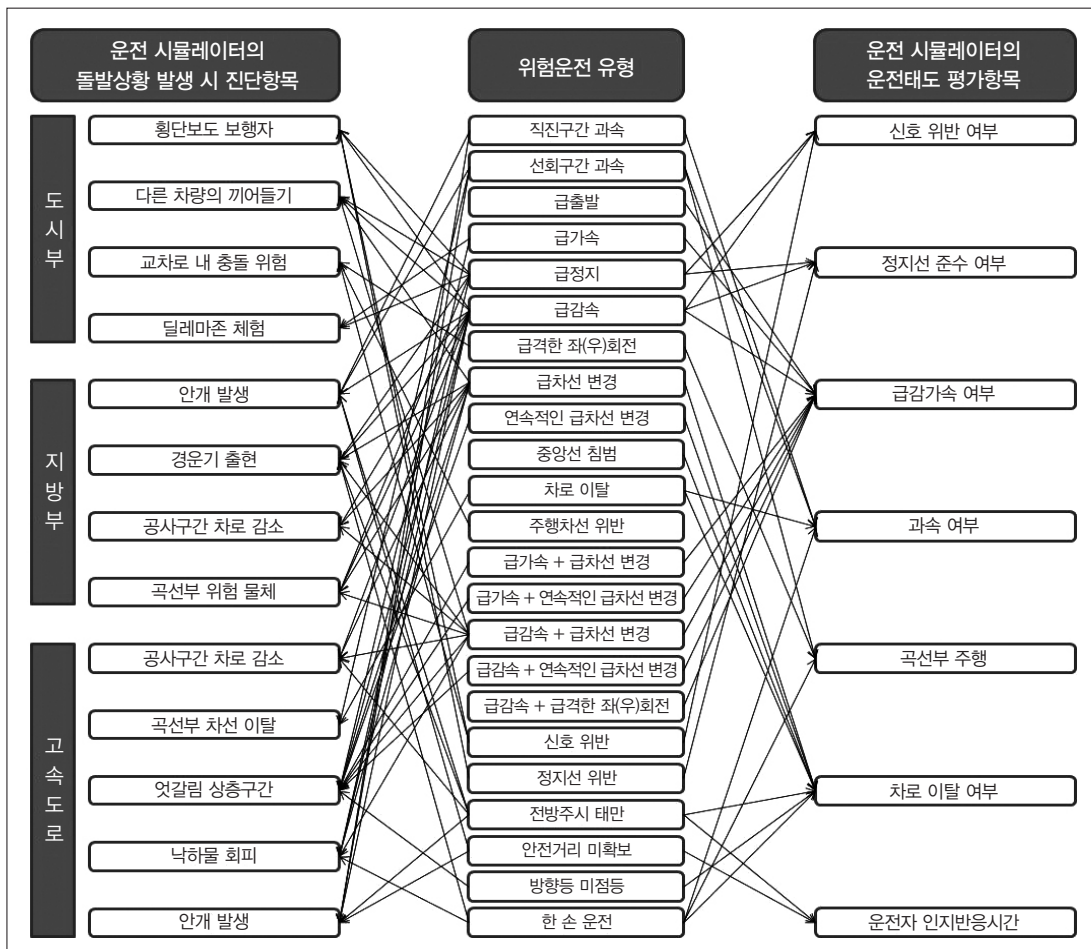 운전 시뮬레이터의
돌발상황 발생 시 진단항목
도시부
횡단보도 보행자
다른 차량의 끼어들기
교차로 내 충돌 위험
딜레마존 체험
지방부
안개 발생
경운기 출현
공사구간 차로 감소
곡선부 위험 물체
고속도로
공사구간 차로 감소
곡선부 차선 이탈
엇갈림 상층구간
낙하물 회피
안개 발생
위험운전 유형
직진구간 과속
선회구간 과속
급출발
급가속
급정지
급감속
급격한 좌(우)회전
급차선 변경
연속적인 급차선 변경
중앙선 침범
차로 이탈
주행차선 위반
급가속 + 급차선 변경
급가속 + 연속적인 급차선 변경
급감속 + 급차선 변경
급감속 + 연속적인 급차선 변경
급감속 + 급격한 좌(우)회전
신호 위반
정지선 위반
전방주시 태만
안전거리 미확보
방향등 미점등
한 손 운전
운전 시뮬레이터의
운전태도 평가항목
신호 위반 여부
정지선 준수 여부
급감가속 여부
과속 여부
곡선부 주행
차로 이탈 여부
운전자 인지반응시간